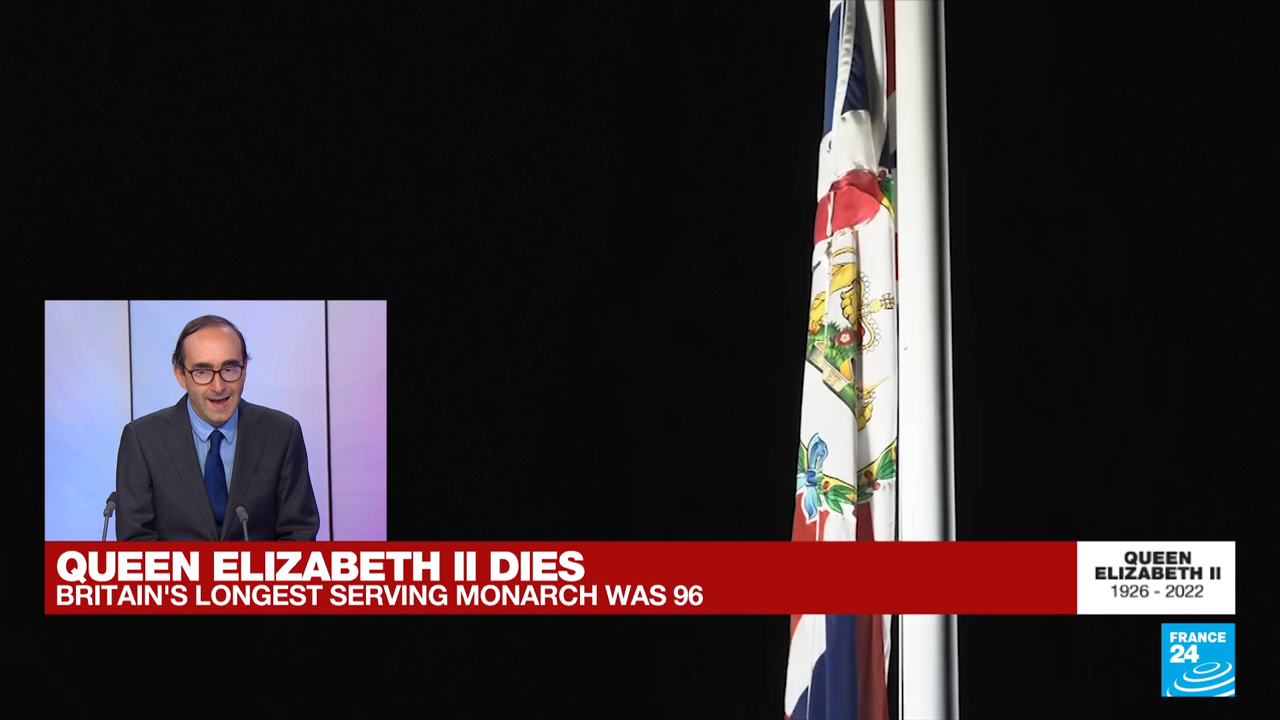 QUEEN ELIZABETH II DIES
BRITAIN'S LONGEST SERVING MONARCH WAS 96
QUEEN
ELIZABETH II
1926 - 2022
FRANCE
24